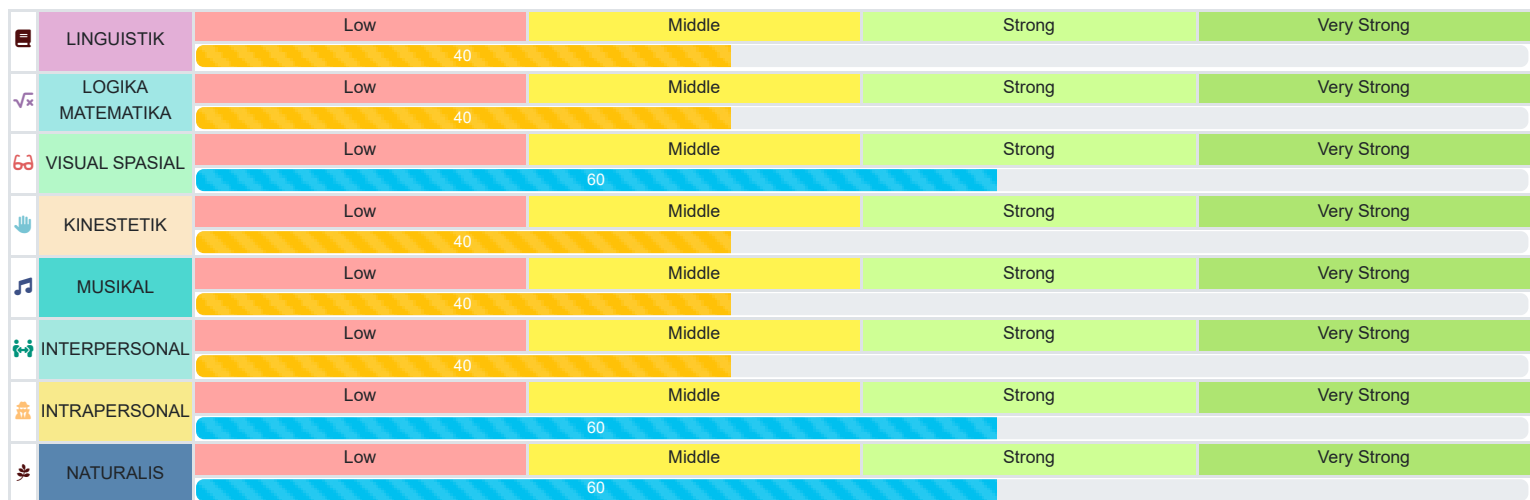 Low Middle Strong Very Strong
LINGUISTIK
40
LOGIKA
MATEMATIKA
Low Middle Strong Very Strong
40
Low Middle Strong Very Strong
VISUAL SPASIAL
60
Low Middle Strong Very Strong
KINESTETIK
40
Low Middle Strong Very Strong
MUSIKAL
40
Low Middle Strong Very Strong
INTERPERSONAL
40
Low Middle Strong Very Strong
INTRAPERSONAL
60
Low Middle Strong Very Strong
NATURALIS
60